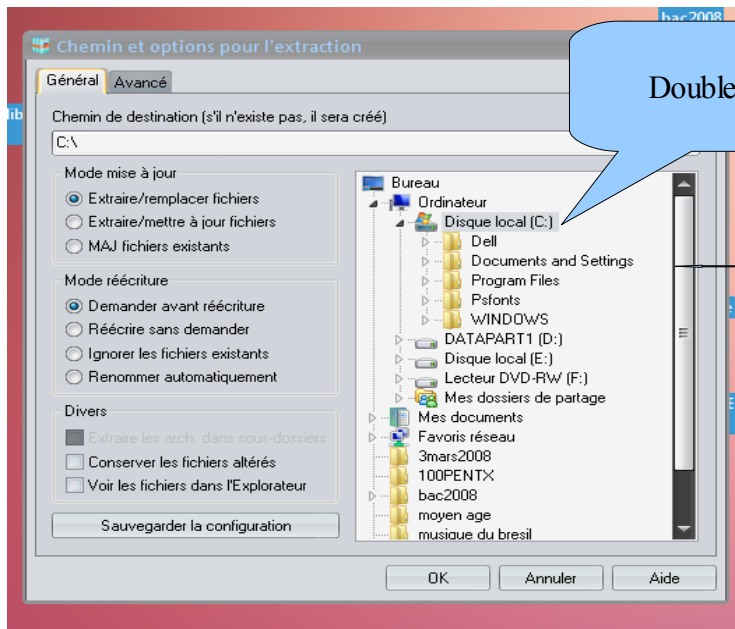 bac2008
Chemin et options pour l'extraction
Double
Général Avancé
lib
Chemin de destination (s'il n'existe pas, il sera créé)
C:\
Mode mise à jour
Extraire/remplacer fichiers
Extraire/mettre à jour fichiers
MAJ fichiers existants
Mode réécriture
Demander avant réécriture
Réécrire sans demander
Ignorer les fichiers existants
Renommer automatiquement
Divers
Extraire les arch. dans sous-dossiers
Conserver les fichiers altérés
Voir les fichiers dans l'Explorateur
Sauvegarder la configuration
Bureau
Ordinateur
Disque local (C:)
Dell
Documents and Settings
Program Files
Psfonts
WINDOWS
DATAPART1 (D:)
Disque local (E:)
Lecteur DVD-RW (F:)
Mes dossiers de partage
Mes documents
Favoris réseau
3mars2008
100PENTX
bac2008
moyen age
musique du bresil
OK Annuler Aide